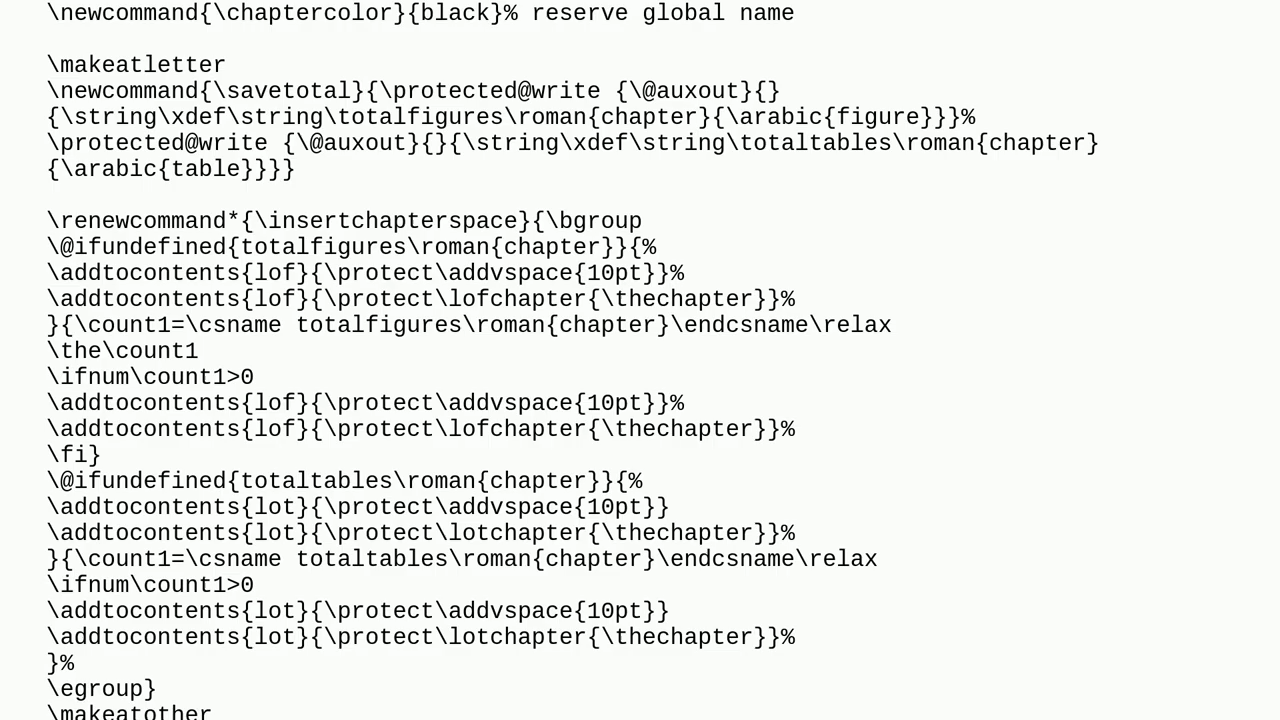 \newcommand{\chaptercolor}{black}% reserve global name
\makeatletter
\newcommand{\savetotal}{\protected@write {\@auxout}{}
{\string\xdef\string\totalfigures\roman{chapter}{\arabic{figure}}}%
\protected@write {\@auxout}{}{\string\xdef\string\totaltables\roman{chapter}
{\arabic{table}}}}
\renewcommand*{\insertchapterspace}{\bgroup
\@ifundefined{totalfigures\roman{chapter}}{%
\addtocontents{lof}{\protect\addvspace{10pt}}%
\addtocontents{lof}{\protect\lofchapter{\thechapter}}%
}{\count1=\csname totalfigures\roman{chapter}\endcsname\relax
\the\count1
\ifnum\count1>0
\addtocontents{lof}{\protect\addvspace{10pt}}%
\addtocontents{lof}{\protect\lofchapter{\thechapter}}%
\fi}
\@ifundefined{totaltables\roman{chapter}}{%
\addtocontents{lot}{\protect\addvspace{10pt}}
\addtocontents{lot}{\protect\lotchapter{\thechapter}}%
}{\count1=\csname totaltables\roman{chapter}\endcsname\relax
\ifnum\count1>0
\addtocontents{lot}{\protect\addvspace{10pt}}
\addtocontents{lot}{\protect\lotchapter{\thechapter}}%
}%
\egroup}
\makeatother